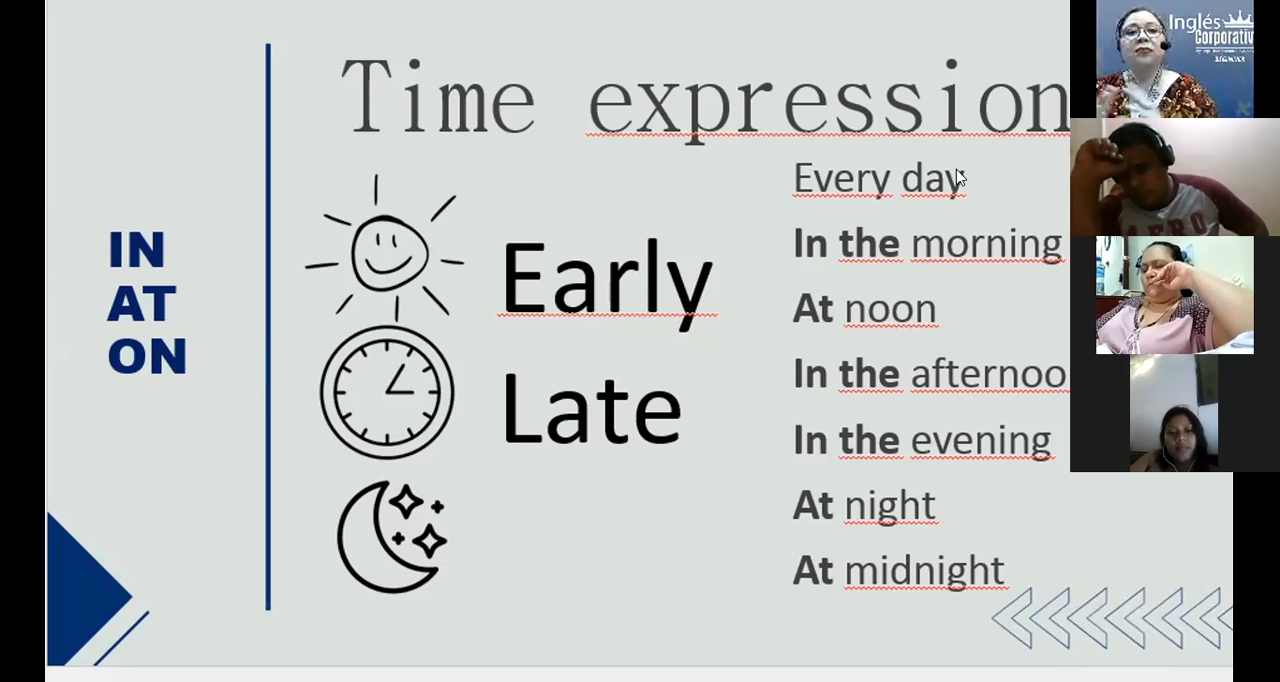 Time expression
IN
AT
ON
Early
Late
Every day
In the morning
At noon
In the afternoo
In the evening
At night
At midnight
Inglés
Corporativ
AERO